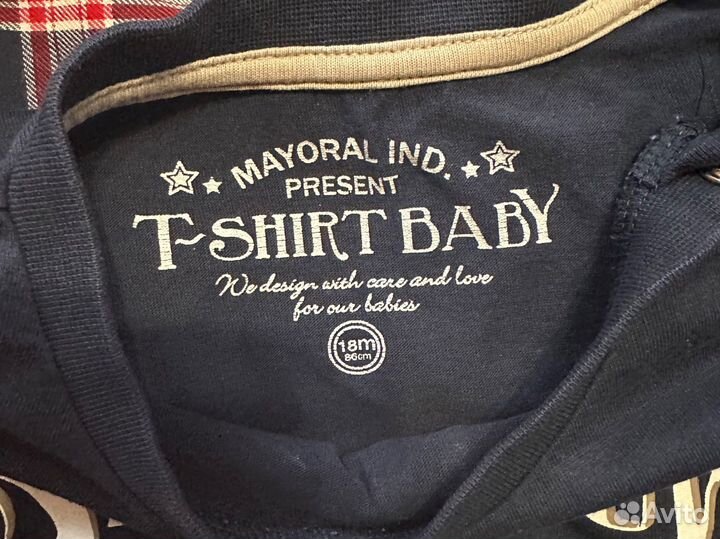 MAYORAL IND.
PRESENT
T-SHIRT BABY
We design with care and love
for our babies
18m
86cm
Avito